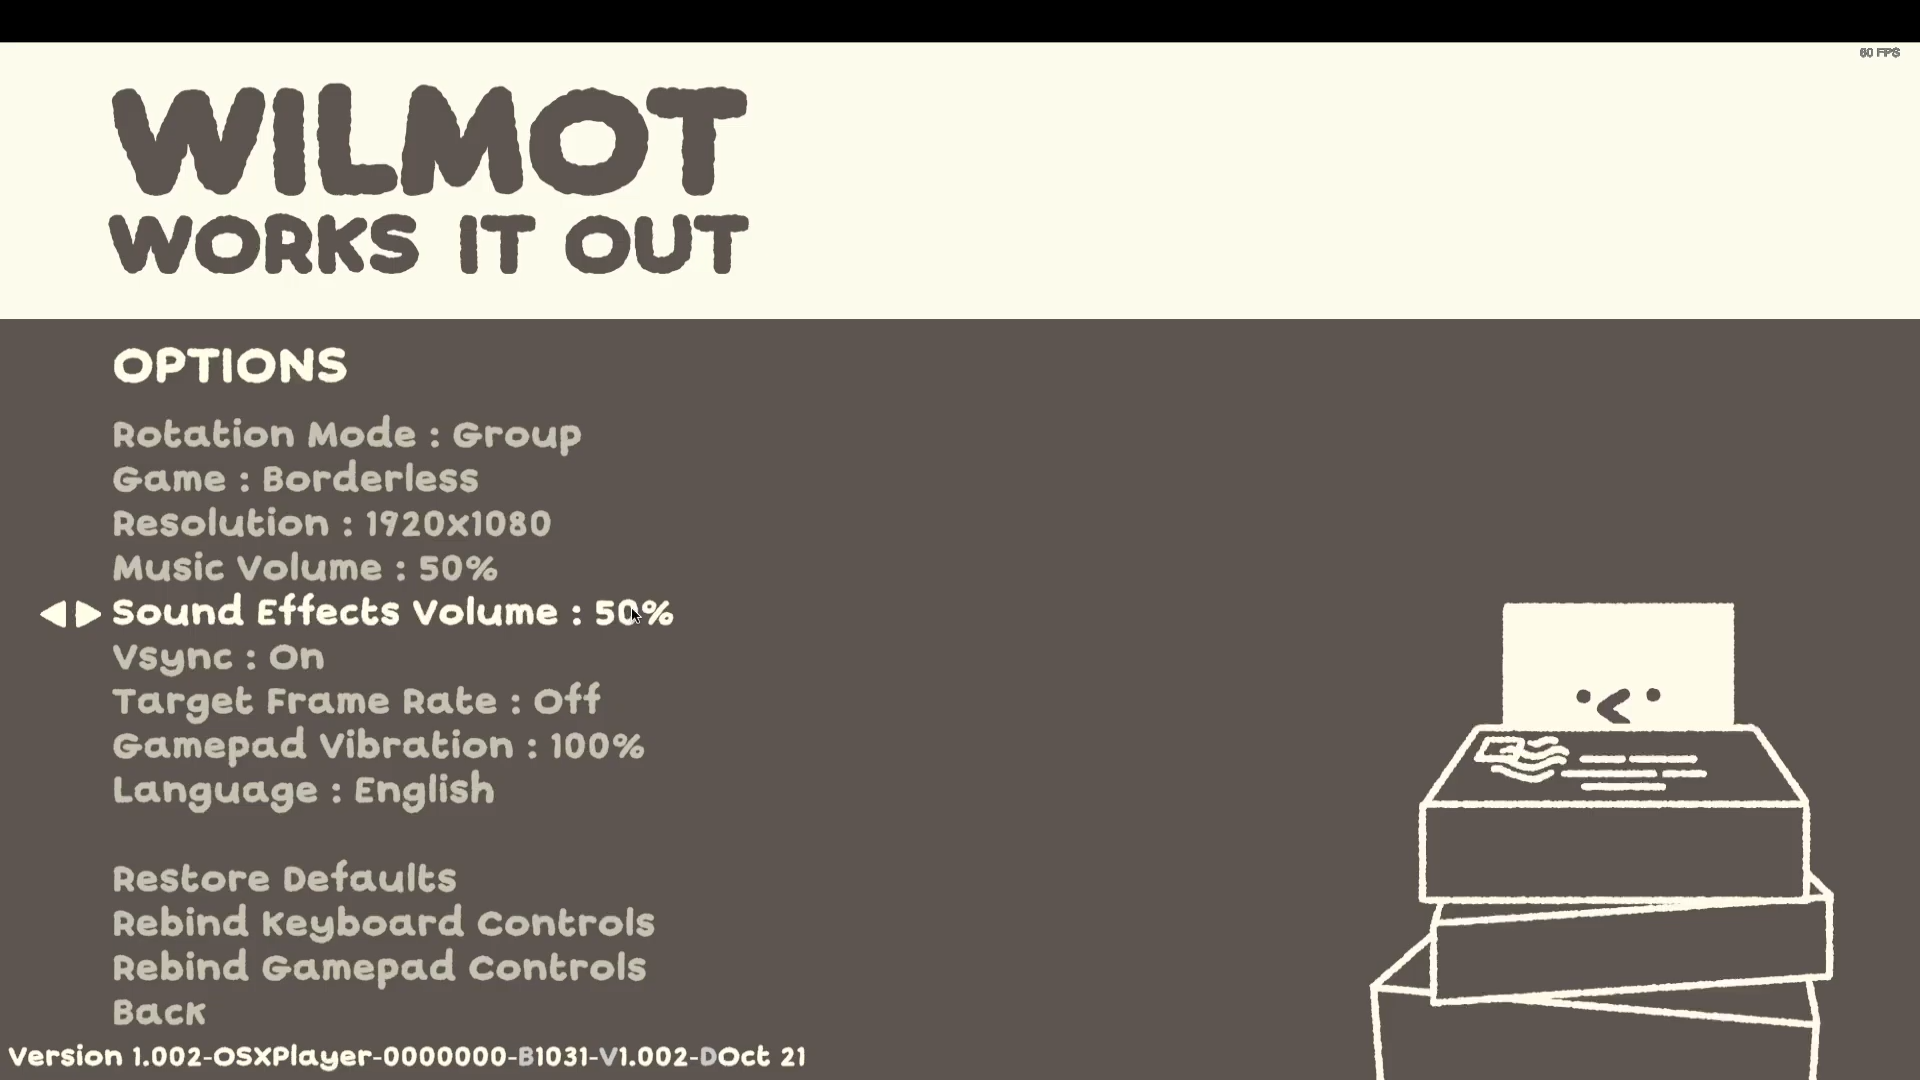 60 FPS
WILMOT
WORKS IT OUT
OPTIONS
Rotation Mode : Group
Game : Borderless
Resolution : 1920x1080
Music Volume : 50%
Sound Effects Volume : 50%
Vsync : On
Target Frame Rate : Off
Gamepad Vibration : 100%
Language : English
Restore Defaults
Rebind Keyboard Controls
Rebind Gamepad Controls
Back
Version 1.002-OSXPlayer-0000000-B1031-V1.002-DOct 21